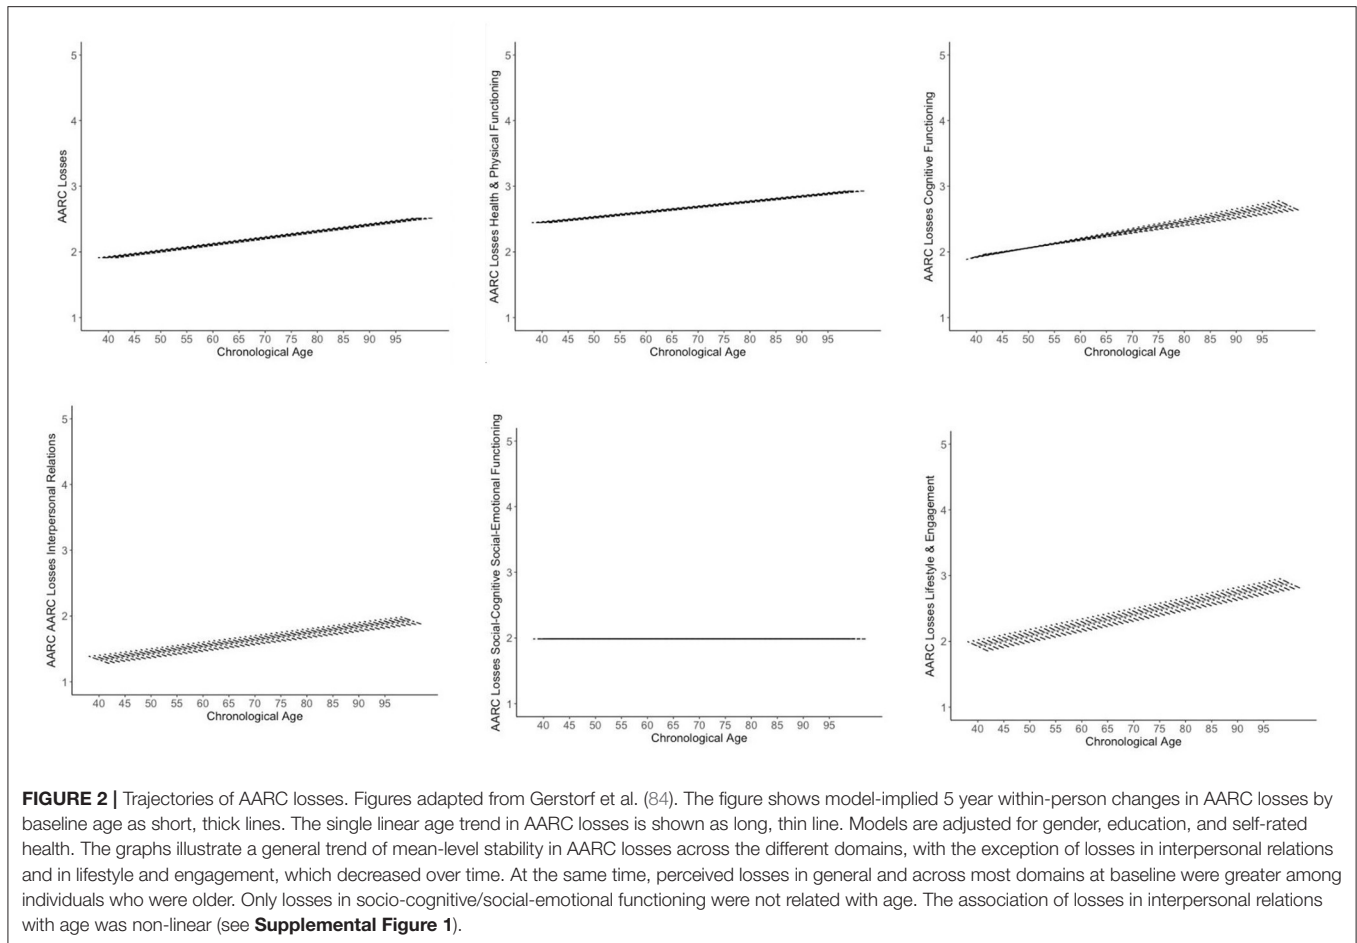 5
4
3
2
1
AARC Losses
40 45 50 55 60 65 70 75 80 85 90 95
Chronological Age
5
4
3
2
1
AARC Losses Health & Physical Functioning
40 45 50 55 60 65 70 75 80 85 90 95
Chronological Age
5
4
3
2
1
AARC Losses Cognitive Functioning
40 45 50 55 60 65 70 75 80 85 90 95
Chronological Age
5
4
3
2
1
AARC AARC Losses Interpersonal Relations
40 45 50 55 60 65 70 75 80 85 90 95
Chronological Age
5
4
3
2
1
AARC Losses Social-Cognitive Social-Emotional Functioning
40 45 50 55 60 65 70 75 80 85 90 95
Chronological Age
5
4
3
2
1
AARC Losses Lifestyle & Engagement
40 45 50 55 60 65 70 75 80 85 90 95
Chronological Age
FIGURE 2 | Trajectories of AARC losses. Figures adapted from Gerstorf et al. (84). The figure shows model-implied 5 year within-person changes in AARC losses by
baseline age as short, thick lines. The single linear age trend in AARC losses is shown as long, thin line. Models are adjusted for gender, education, and self-rated
health. The graphs illustrate a general trend of mean-level stability in AARC losses across the different domains, with the exception of losses in interpersonal relations
and in lifestyle and engagement, which decreased over time. At the same time, perceived losses in general and across most domains at baseline were greater among
individuals who were older. Only losses in socio-cognitive/social-emotional functioning were not related with age. The association of losses in interpersonal relations
with age was non-linear (see Supplemental Figure 1).